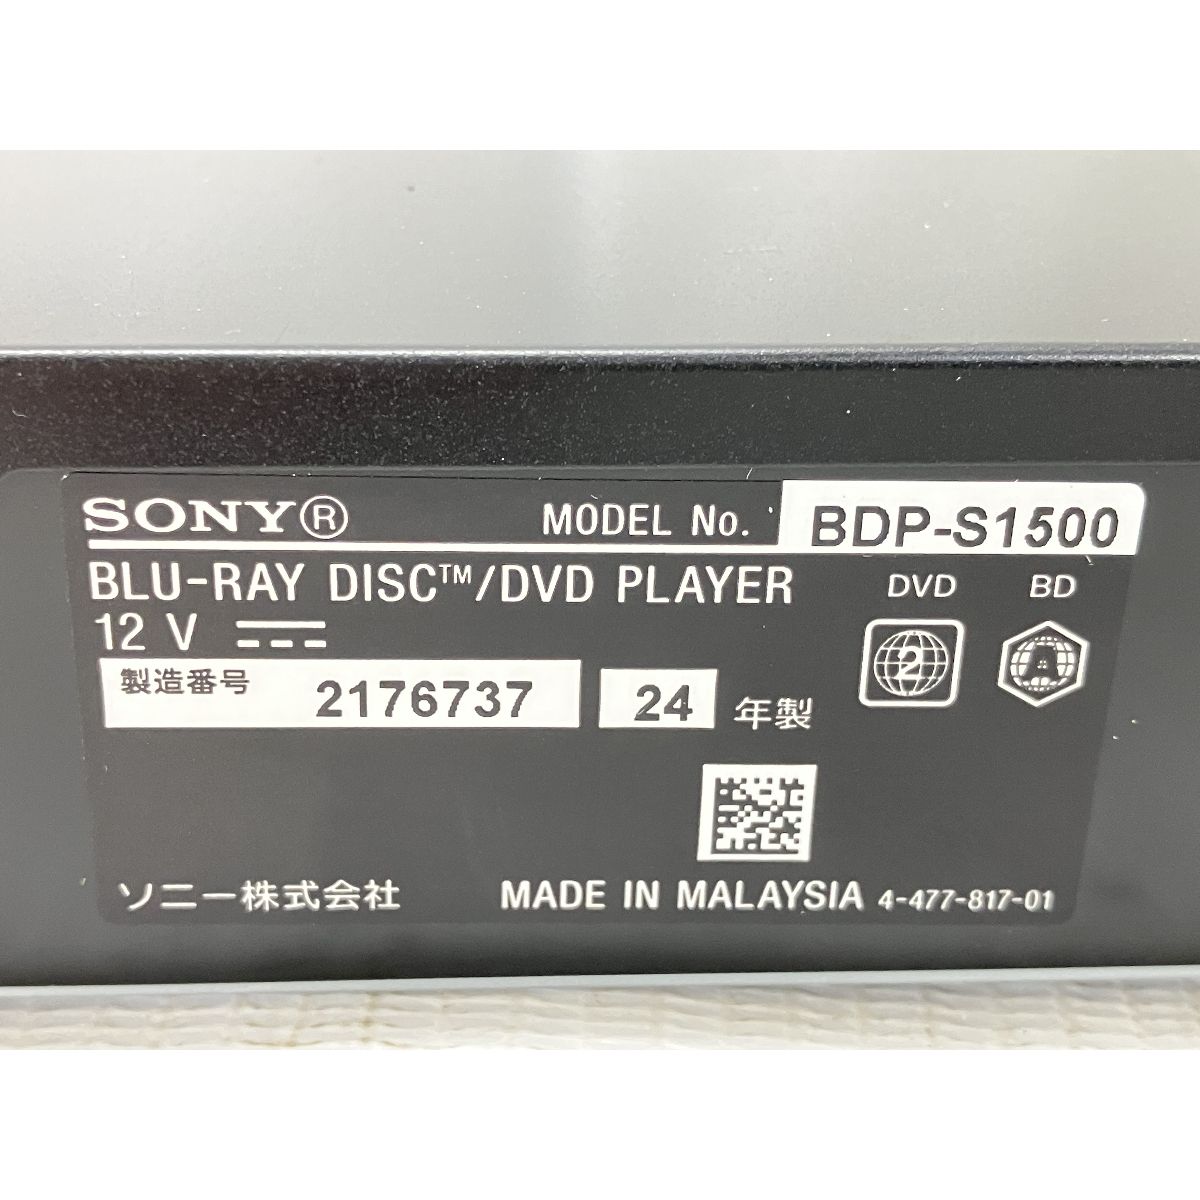 SONY® MODEL No. BDP-S1500
BLU-RAY DISC™/DVD PLAYER DVD BD
12 V 2 A
製造番号 2176737 24 年製
ソニー株式会社 MADE IN MALAYSIA 4-477-817-01